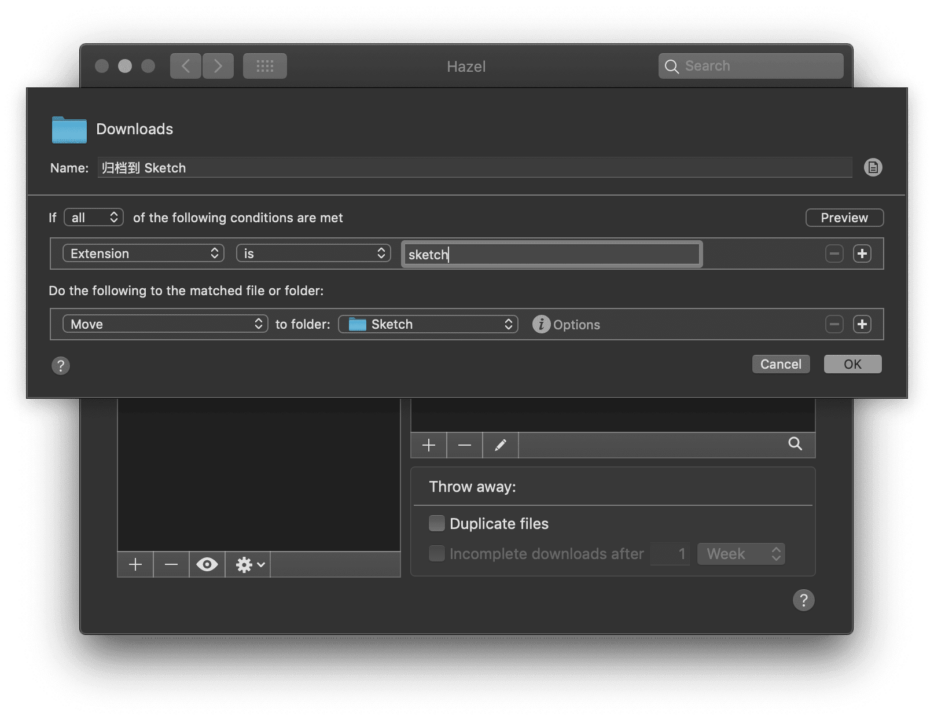 Hazel
Search
Downloads
Name: 归档到 Sketch
If all of the following conditions are met Preview
Extension is sketch
Do the following to the matched file or folder:
Move to folder: Sketch Options
?
Cancel OK
Throw away:
Duplicate files
Incomplete downloads after 1 Week
?